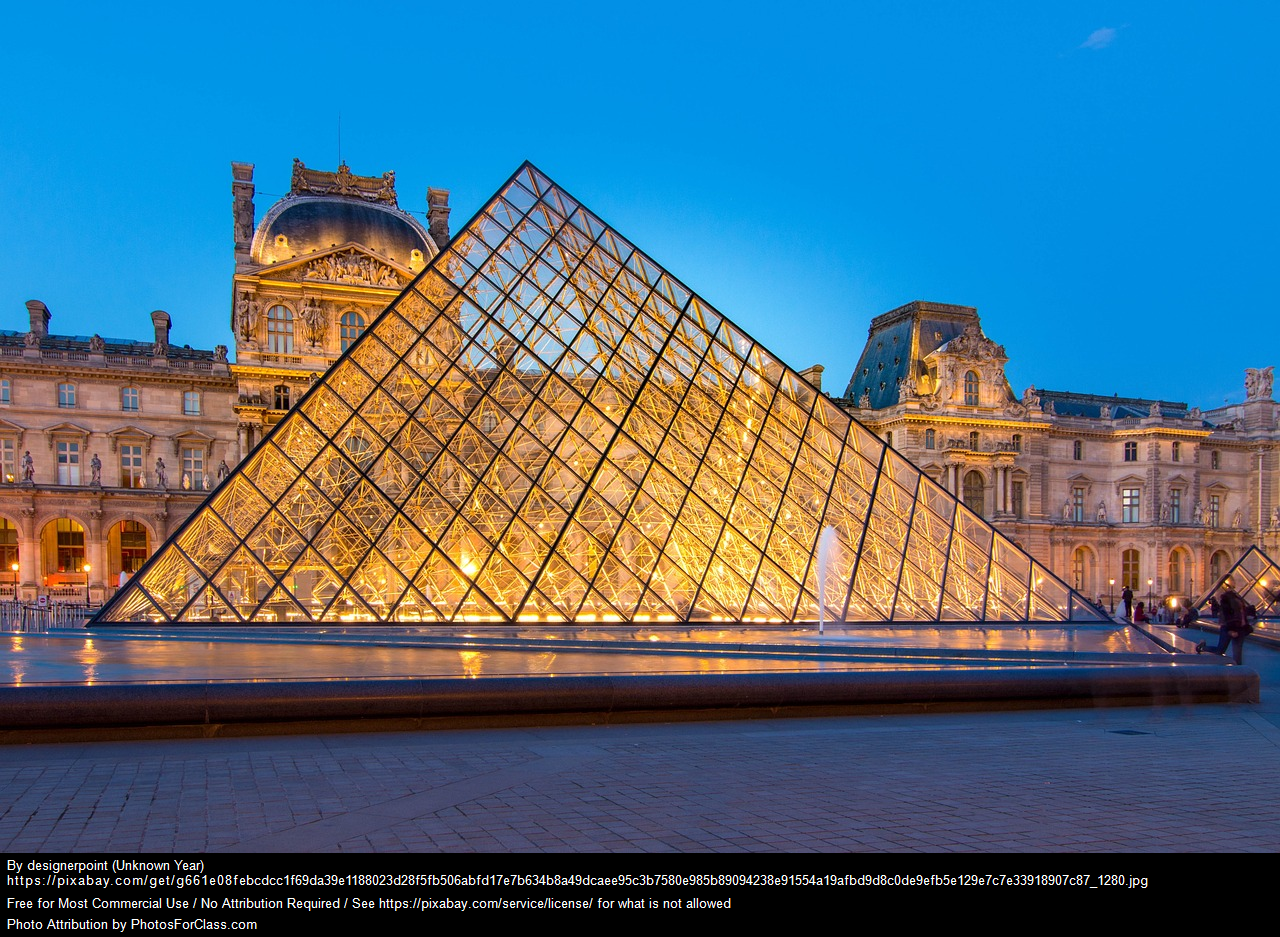 By designerpoint (Unknown Year)
https://pixabay.com/get/g661e08febcdcc1f69da39e1188023d28f5fb506abfd17e7b634b8a49dcaee95c3b7580e985b89094238e91554a19afbd9d8c0de9efb5e129e7c7e33918907c87_1280.jpg
Free for Most Commercial Use / No Attribution Required / See https://pixabay.com/service/license/ for what is not allowed
Photo Attribution by PhotosForClass.com